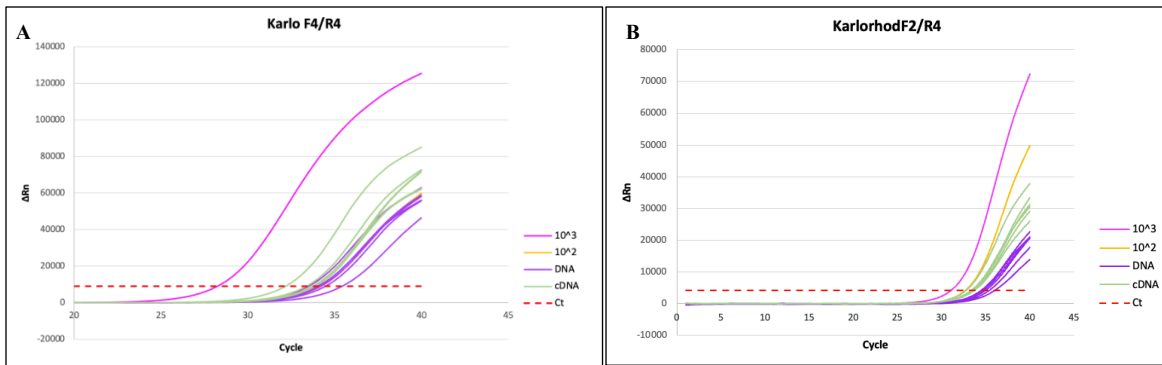 A
Karlo F4/R4
140000
120000
100000
80000
60000
40000
20000
0
-20000
ΔRn
20
25
30
35
40
45
Cycle
10^3
10^2
DNA
cDNA
Ct
B
KarlorhodF2/R4
80000
70000
60000
50000
40000
30000
20000
10000
0
-10000
ΔRn
0
5
10
15
20
25
30
35
40
45
Cycle
10^3
10^2
DNA
cDNA
Ct